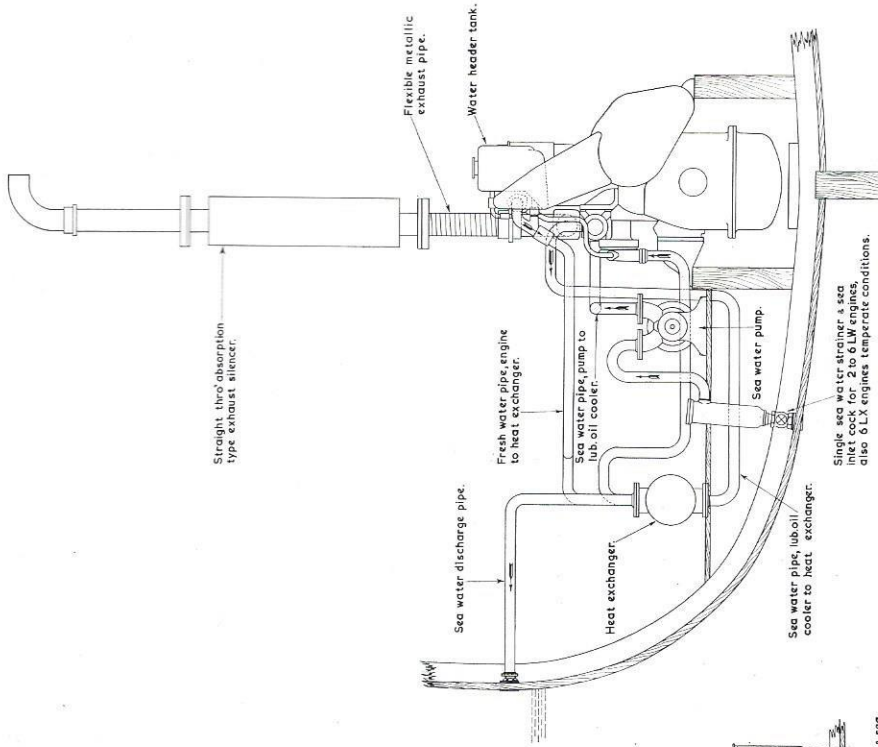 Straight thro' absorption
type exhaust silencer.
Flexible metallic
exhaust pipe.
Water header tank.
Fresh water pipe, engine
to heat exchanger.
Sea water pipe, pump to
lub. oil cooler.
Sea water discharge pipe.
Heat exchanger.
Sea water pump.
Sea water pipe, lub. oil
cooler to heat exchanger.
Single sea water strainer & sea
inlet cock for 2 to 6 LW engines,
also 6 LX engines temperate conditions.
& sea